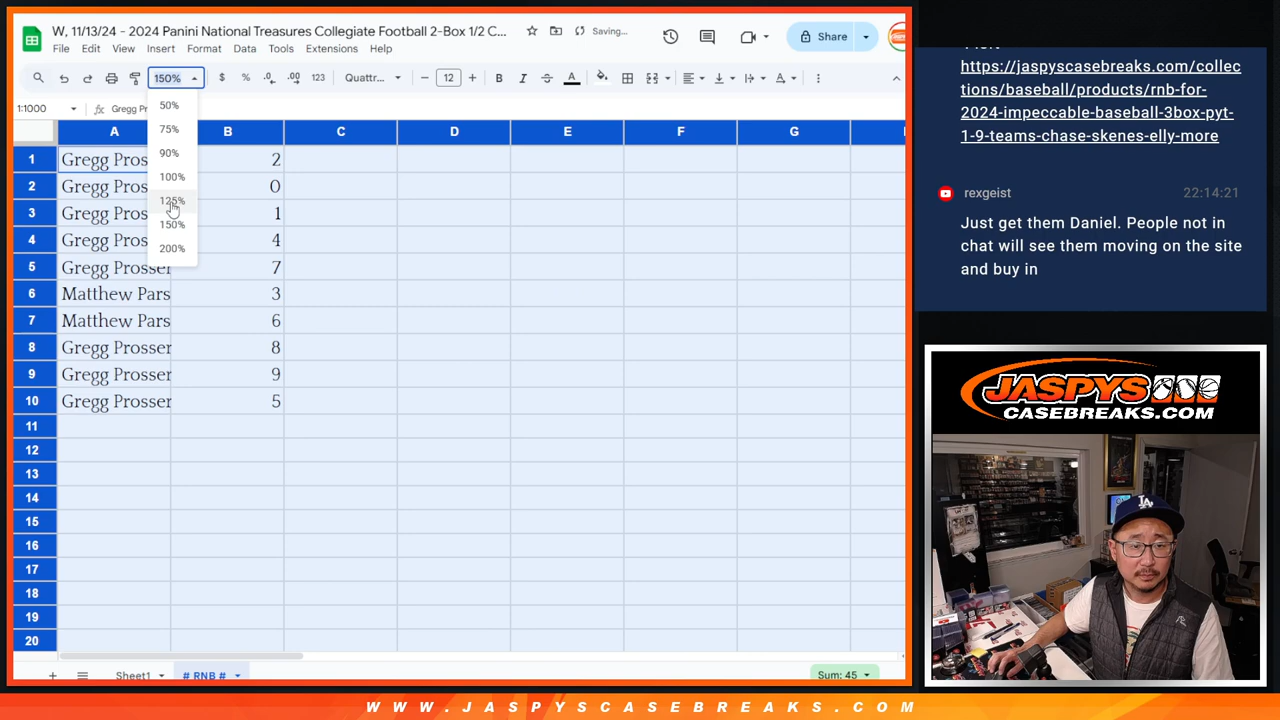 W, 11/13/24 - 2024 Panini National Treasures Collegiate Football 2-Box 1/2 C...
Saving...
Share
File Edit View Insert Format Data Tools Extensions Help
150% $ % .0 .00 123 Quattr... − 12 + B I A
1:1000 fx Gregg Pr
50%
75%
90%
100%
125%
150%
200%
A B C D E F G
1 Gregg Pros 2
2 Gregg Pros 0
3 Gregg Pros 1
4 Gregg Pros 4
5 Gregg Prosser 7
6 Matthew Pars 3
7 Matthew Pars 6
8 Gregg Prosser 8
9 Gregg Prosser 9
10 Gregg Prosser 5
11
12
13
14
15
16
17
18
19
20
+ Sheet1 # RNB # Sum: 45
https://jaspyscasebreaks.com/collec
tions/baseball/products/rnb-for-
2024-impeccable-baseball-3box-pyt-
1-9-teams-chase-skenes-elly-more
rexgeist 22:14:21
Just get them Daniel. People not in
chat will see them moving on the site
and buy in
JASPYS
CASEBREAKS.COM
LA
WWW.JASPYSCASEBREAKS.COM